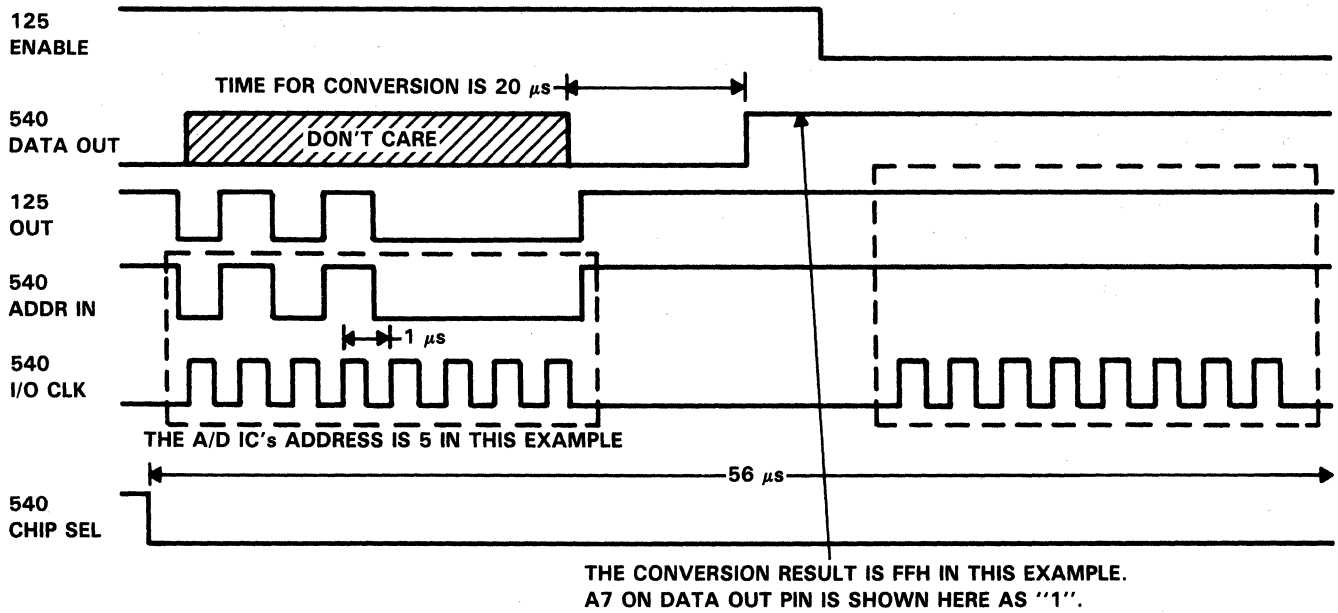 125
ENABLE
TIME FOR CONVERSION IS 20 μs
540
DATA OUT
DON'T CARE
125
OUT
540
ADDR IN
1 μs
540
I/O CLK
THE A/D IC's ADDRESS IS 5 IN THIS EXAMPLE
56 μs
540
CHIP SEL
THE CONVERSION RESULT IS FFH IN THIS EXAMPLE.
A7 ON DATA OUT PIN IS SHOWN HERE AS ''1''.